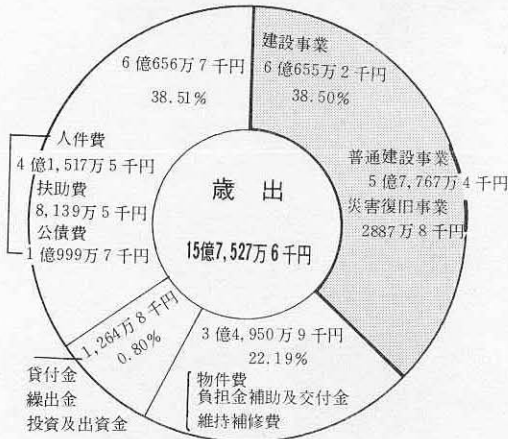 建設事業
6億655万2千円
38.50%
普通建設事業
5億7,767万4千円
災害復旧事業
2887万8千円
6億656万7千円
38.51%
人件費
4億1,517万5千円
扶助費
8,139万5千円
公債費
1億999万7千円
歳出
15億7,527万6千円
1,264万8千円
0.80%
貸付金
繰出金
投資及出資金
3億4,950万9千円
22.19%
物件費
負担金補助及交付金
維持補修費